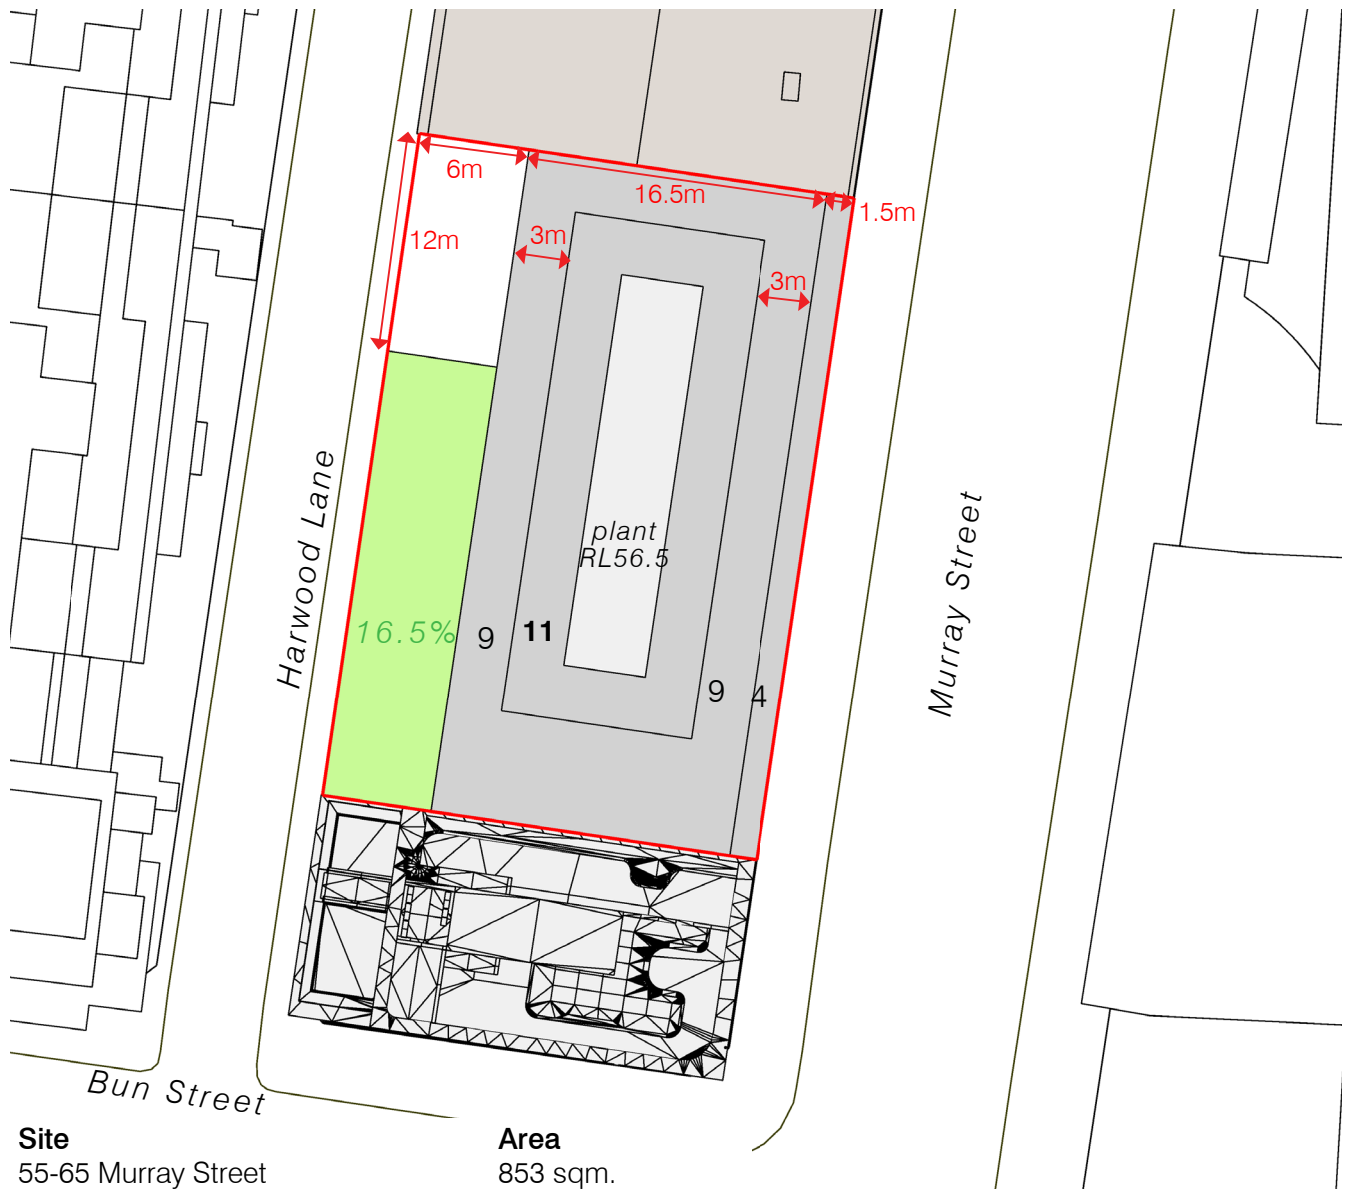 6m
16.5m
1.5m
12m
3m
3m
Harwood Lane
Murray Street
plant
RL56.5
16.5%
9
11
9
4
Bun Street
Site
55-65 Murray Street
Area
853 sqm.